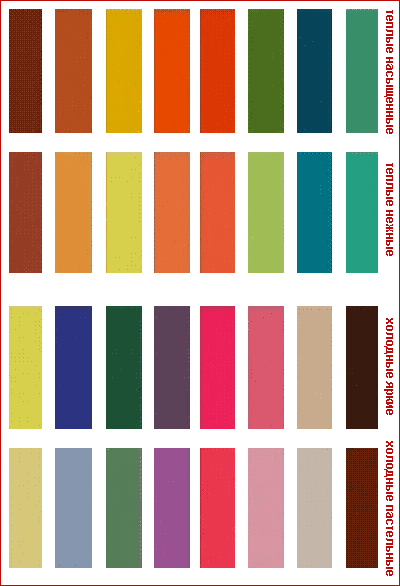 теплые насыщенные
теплые нежные
холодные яркие
холодные пастельные